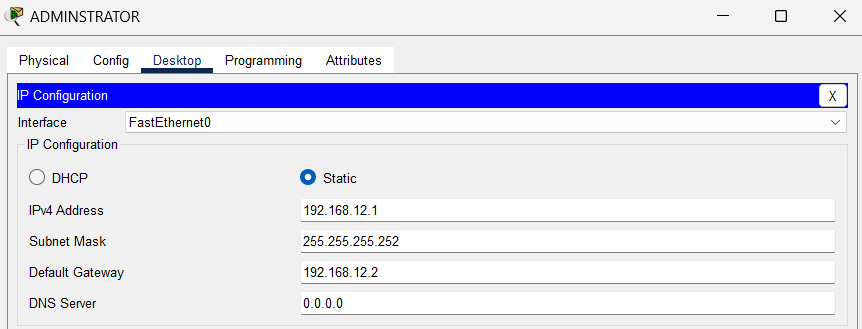 ADMINSTRATOR
Physical Config Desktop Programming Attributes
IP Configuration X
Interface FastEthernet0
IP Configuration
DHCP Static
IPv4 Address 192.168.12.1
Subnet Mask 255.255.255.252
Default Gateway 192.168.12.2
DNS Server 0.0.0.0